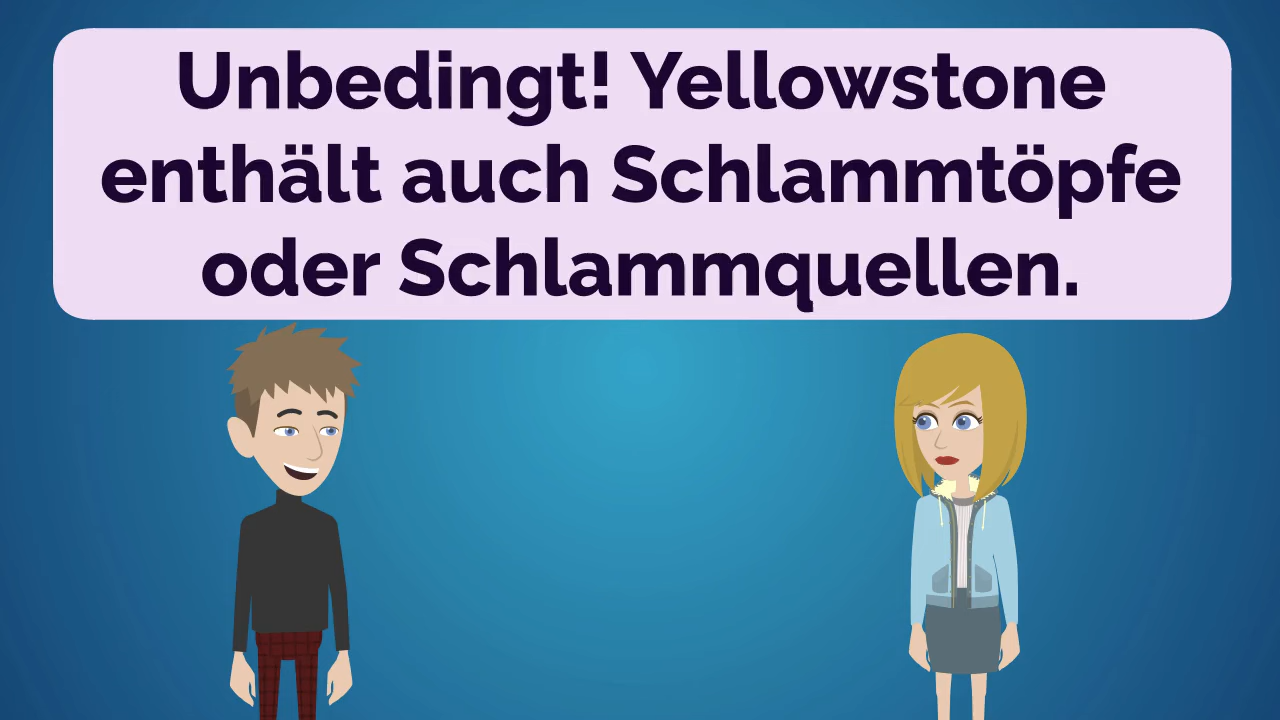 Unbedingt! Yellowstone
enthält auch Schlammtöpfe
oder Schlammquellen.